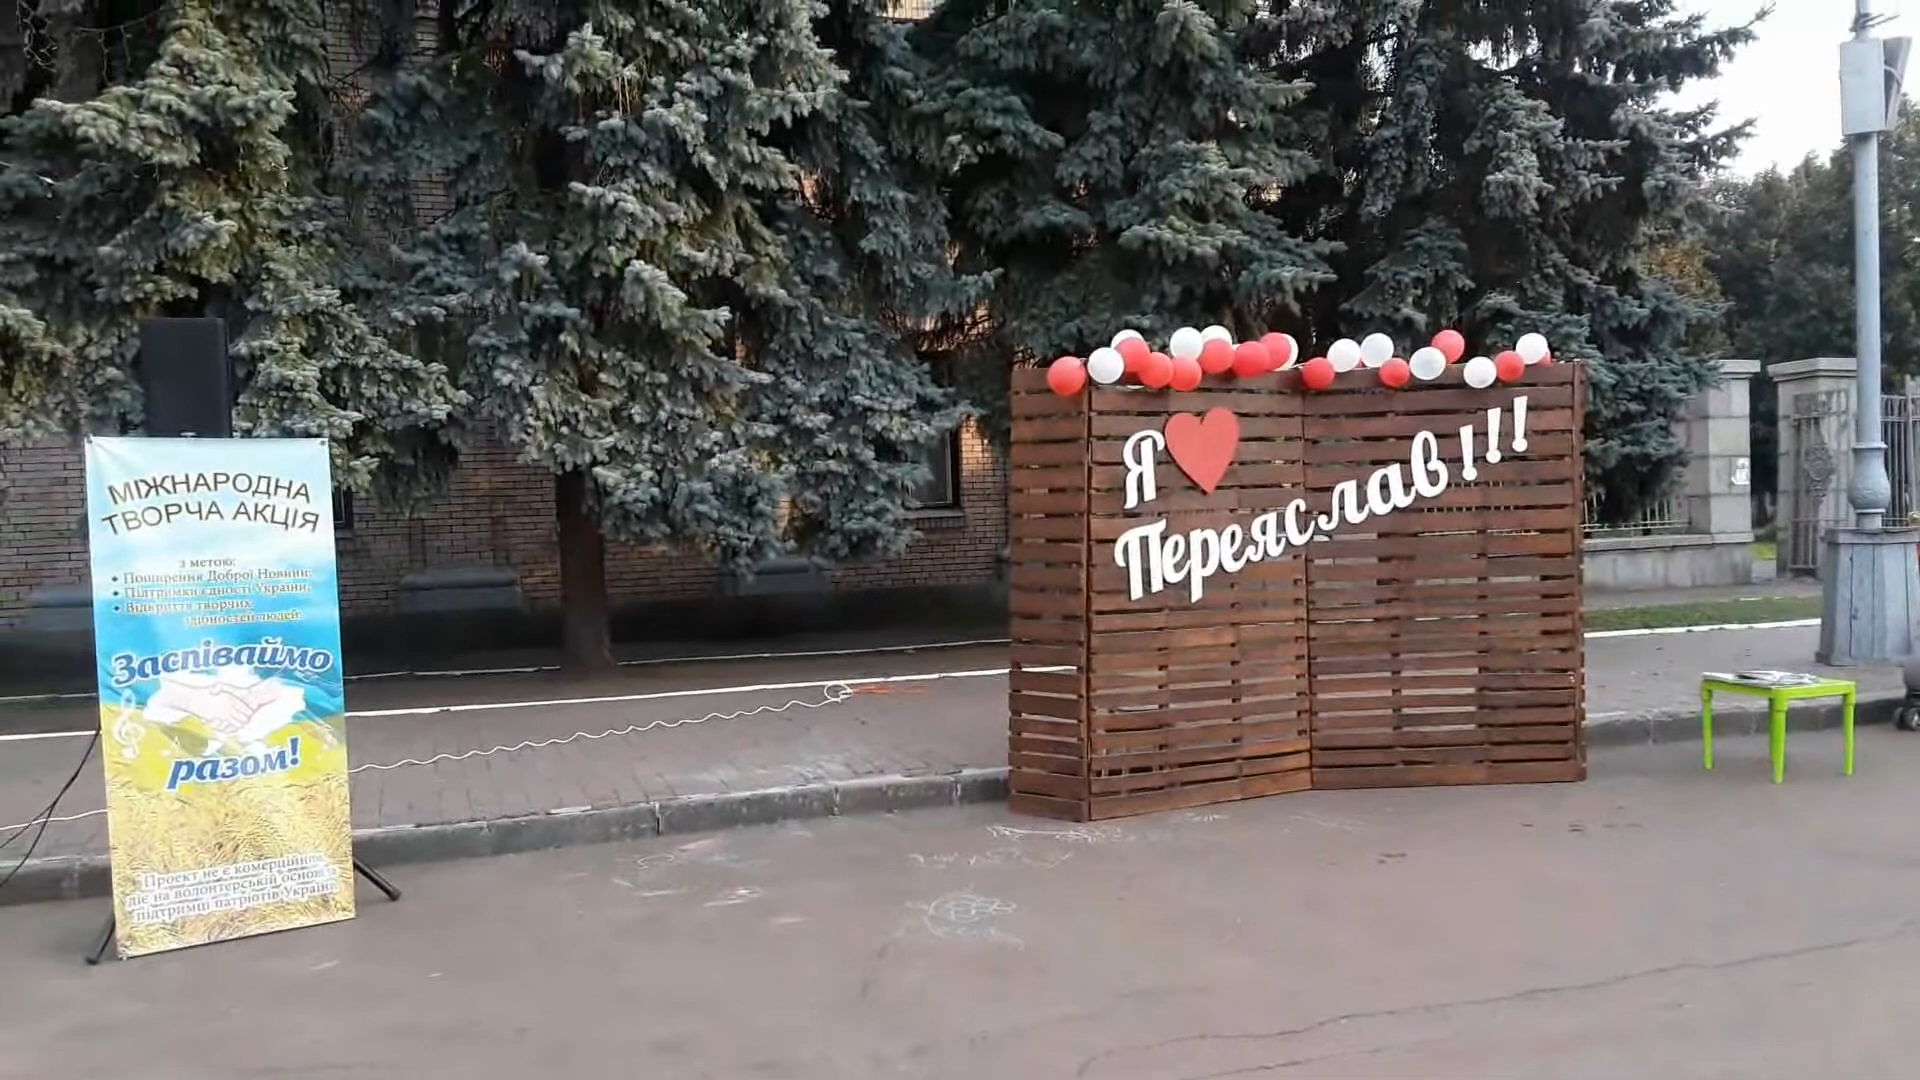 МІЖНАРОДНА
ТВОРЧА АКЦІЯ
з метою:
• Поширення Доброї Новини;
• Підтримки єдності України;
• Відкриття творчих
здібностей людей
Заспіваймо
разом!
Проект не є комерційним
діє на волонтерській основі за
підтримці патріотів України
Я
Переяслав!!!